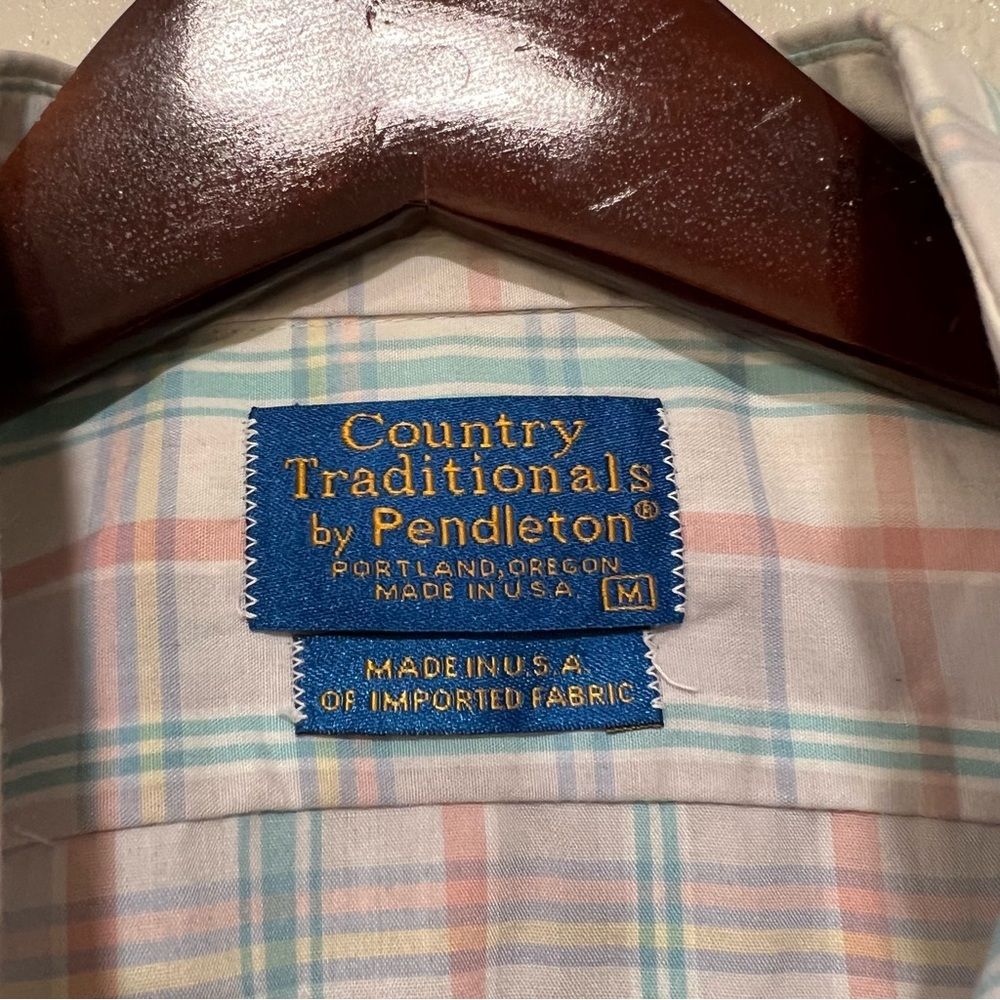 Country
Traditionals
by Pendleton®
PORTLAND, OREGON
MADE IN U.S.A. M
MADE IN U.S.A.
OF IMPORTED FABRIC